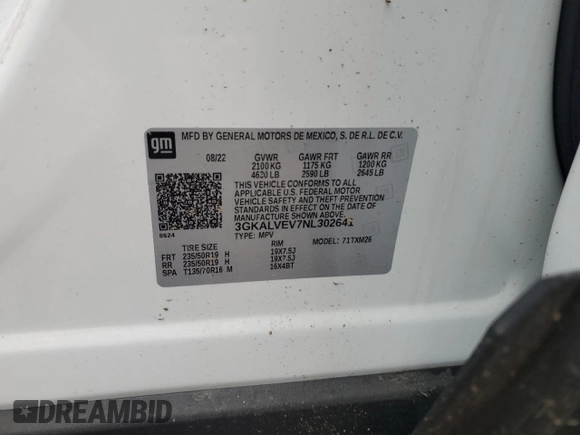 gm
MFD BY GENERAL MOTORS DE MEXICO, S. DE R.L. DE C.V.
08/22 GVWR GAWR FRT GAWR RR
2100 KG 1175 KG 1200 KG
4630 LB 2590 LB 2645 LB
THIS VEHICLE CONFORMS TO ALL
APPLICABLE U.S. FEDERAL MOTOR
VEHICLE SAFETY, BUMPER, AND THEFT
PREVENTION STANDARDS IN EFFECT ON
THE DATE OF MANUFACTURE SHOWN ABOVE.
3GKALVEV7NL302641
0624 TYPE: MPV MODEL: 71TXM26
TIRE SIZE RIM
FRT 235/50R19 H 19X7.5J
RR 235/50R19 H 19X7.5J
SPA T135/70R16 M 16X4BT
DREAMBID